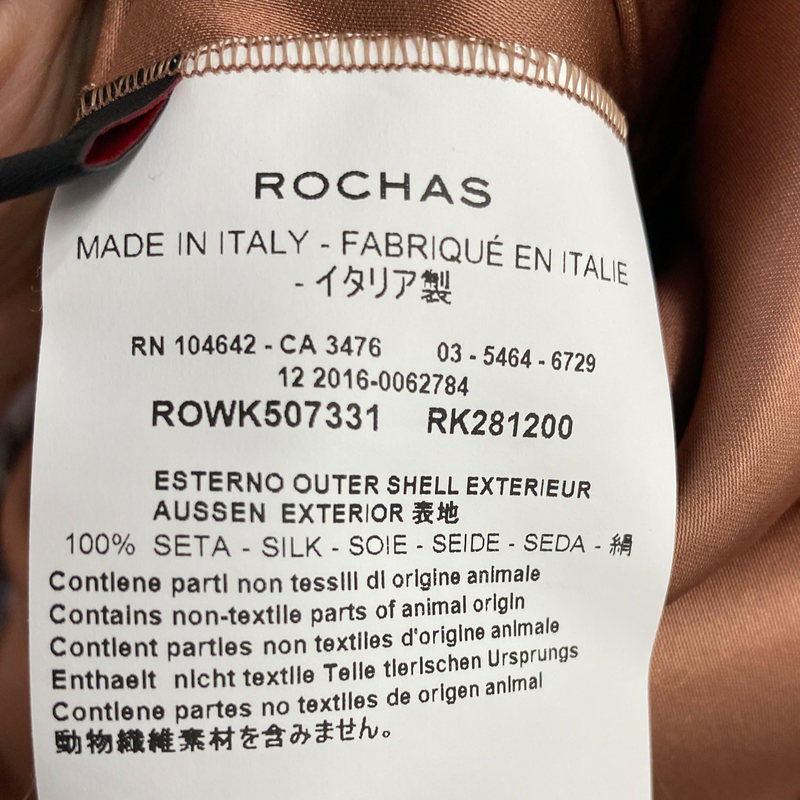 ROCHAS
MADE IN ITALY - FABRIQUÉ EN ITALIE
- イタリア製
RN 104642 - CA 3476 03 - 5464 - 6729
12 2016-0062784
ROWK507331 RK281200
ESTERNO OUTER SHELL EXTERIEUR
AUSSEN EXTERIOR 表地
100% SETA - SILK - SOIE - SEIDE - SEDA - 絹
Contiene parti non tessili di origine animale
Contains non-textile parts of animal origin
Contient parties non textiles d'origine animale
Enthaelt nicht textile Teile tierischen Ursprungs
Contiene partes no textiles de origen animal
動物繊維素材を含みません。